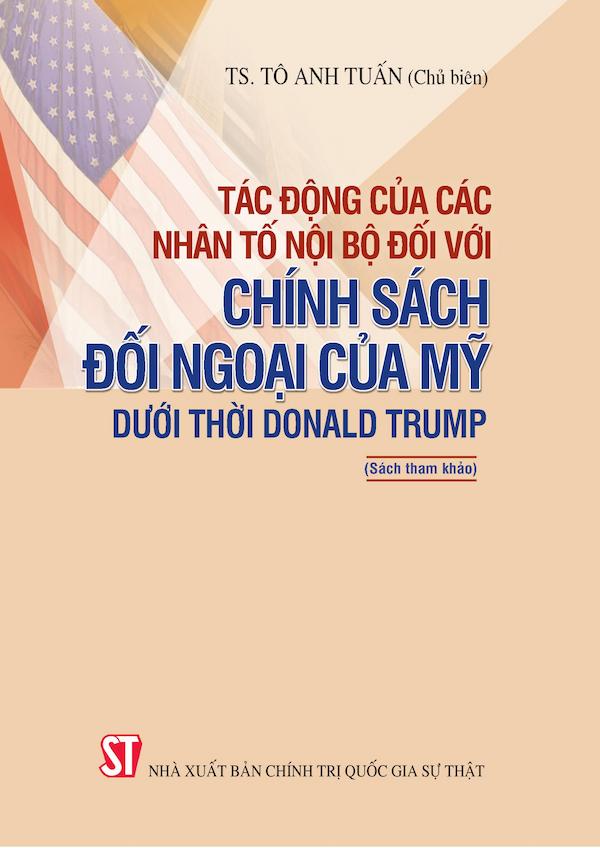 TS. TÔ ANH TUẤN (Chủ biên)
TÁC ĐỘNG CỦA CÁC
NHÂN TỐ NỘI BỘ ĐỐI VỚI
CHÍNH SÁCH
ĐỐI NGOẠI CỦA MỸ
DƯỚI THỜI DONALD TRUMP
(Sách tham khảo)
ST NHÀ XUẤT BẢN CHÍNH TRỊ QUỐC GIA SỰ THẬT